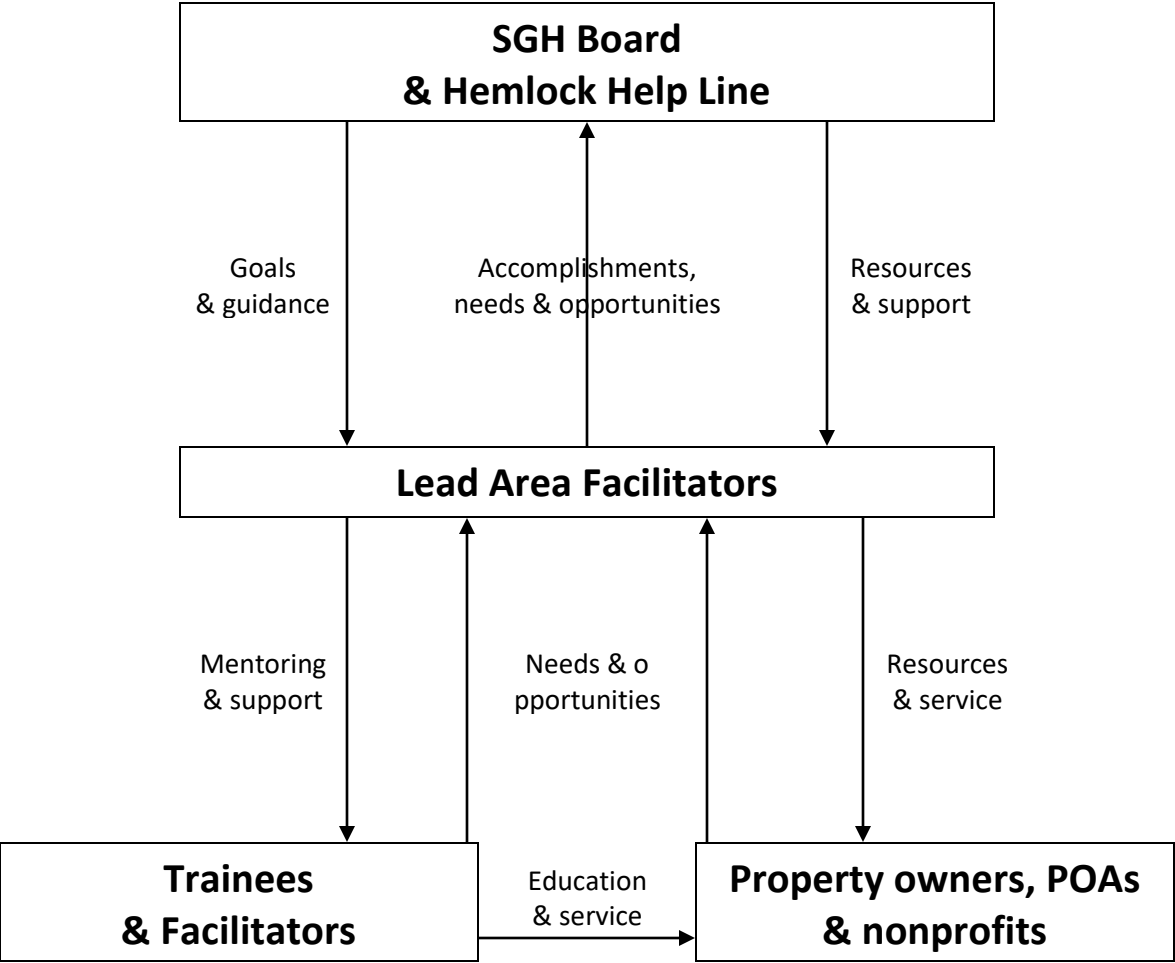 SGH Board
& Hemlock Help Line
Goals
& guidance
Accomplishments,
needs & opportunities
Resources
& support
Lead Area Facilitators
Mentoring
& support
Needs & o
pportunities
Resources
& service
Trainees
& Facilitators
Education
& service
Property owners, POAs
& nonprofits